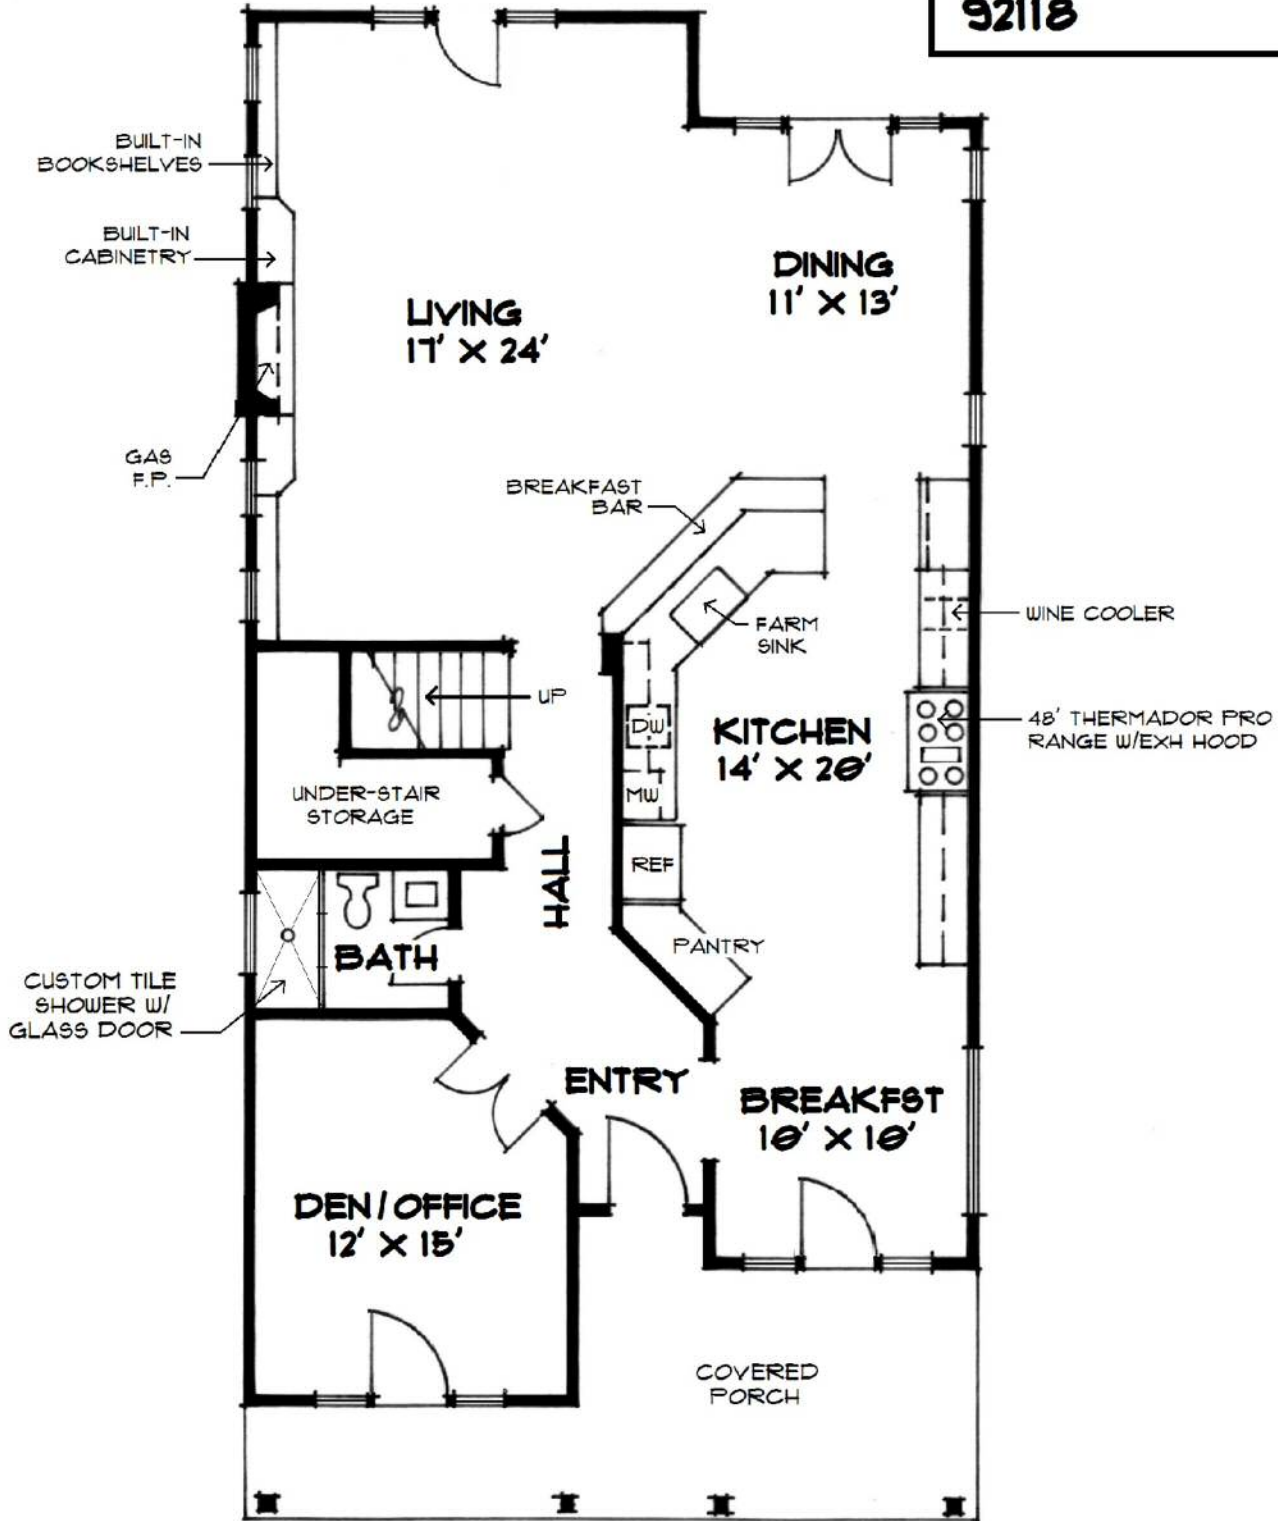 92118
BUILT-IN
BOOKSHELVES
BUILT-IN
CABINETRY
DINING
11' X 13'
LIVING
17' X 24'
GAS
F.P.
BREAKFAST
BAR
FARM
SINK
WINE COOLER
UP
DW
KITCHEN
14' X 20'
48' THERMADOR PRO
RANGE W/EXH HOOD
UNDER-STAIR
STORAGE
MW
REF
HALL
PANTRY
BATH
CUSTOM TILE
SHOWER W/
GLASS DOOR
ENTRY
BREAKFST
10' X 10'
DEN/OFFICE
12' X 15'
COVERED
PORCH